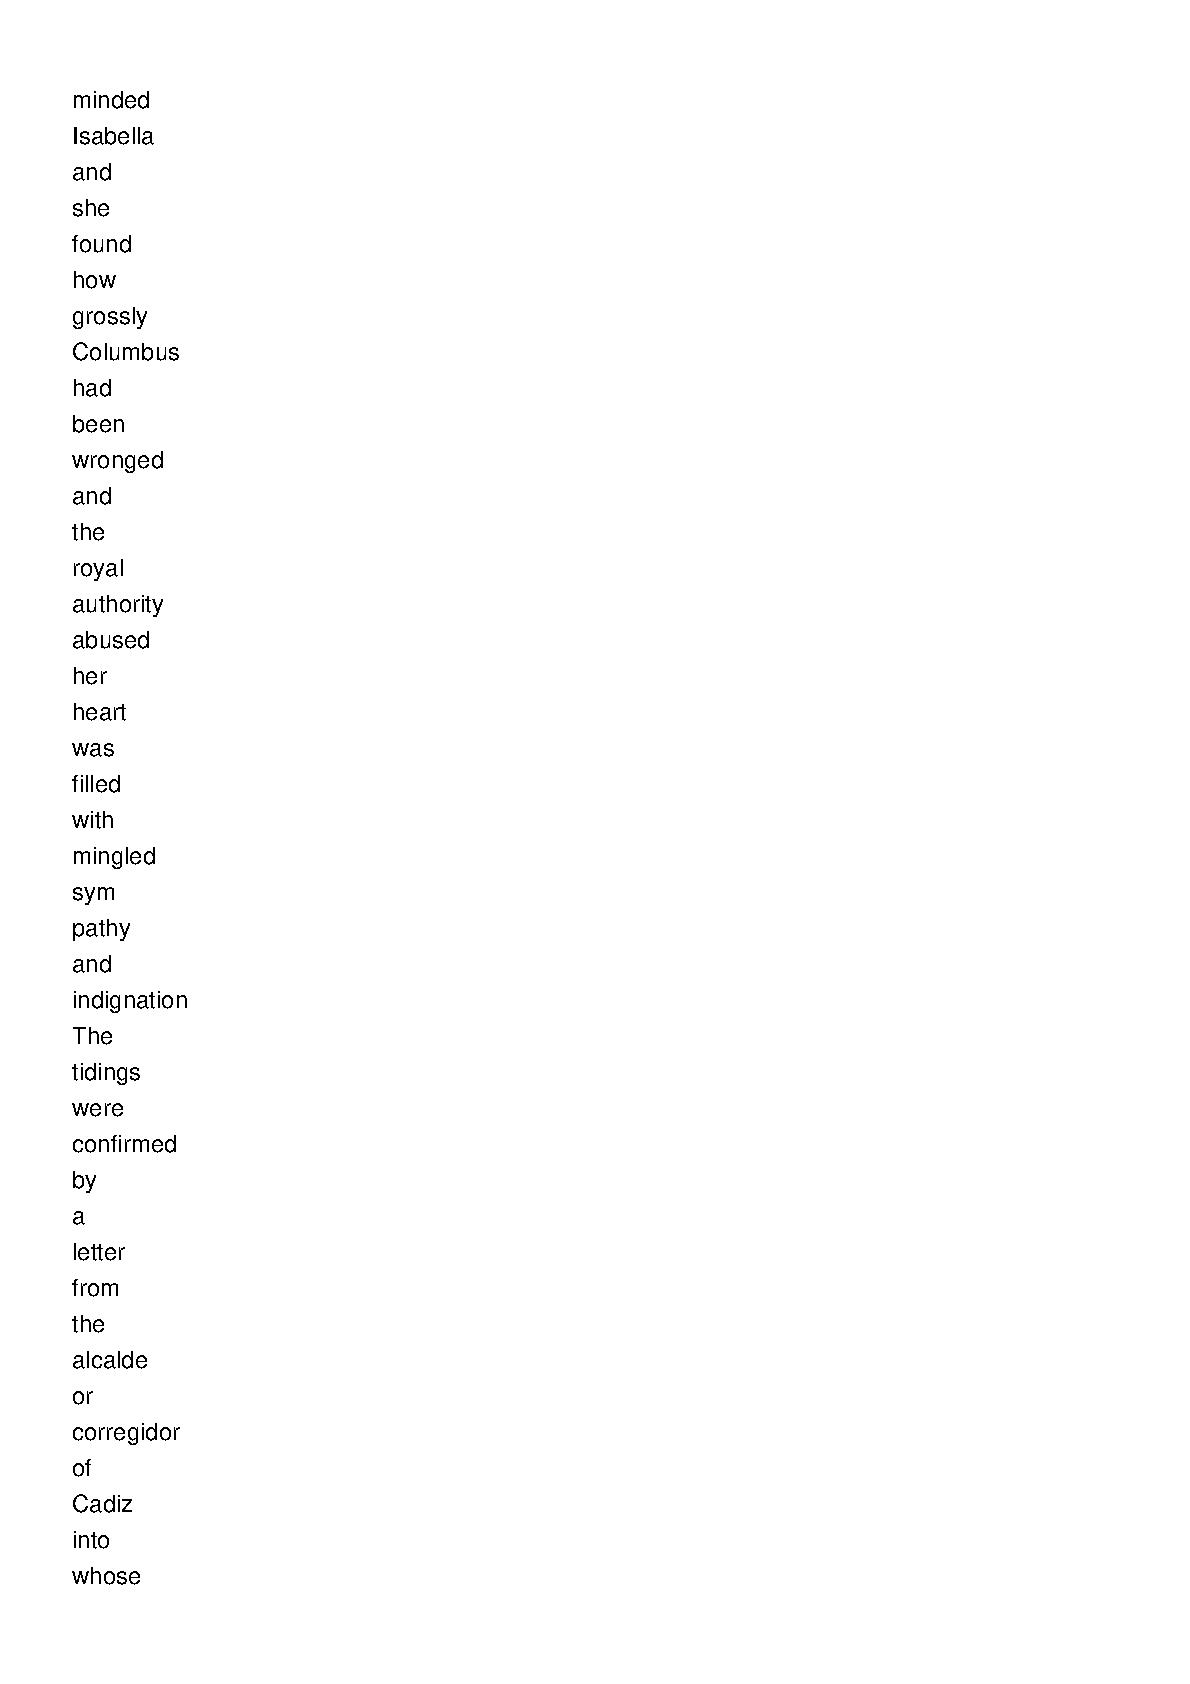 minded
Isabella
and
she
found
how
grossly
Columbus
had
been
wronged
and
the
royal
authority
abused
her
heart
was
filled
with
mingled
sym
pathy
and
indignation
The
tidings
were
confirmed
by
a
letter
from
the
alcalde
or
corregidor
of
Cadiz
into
whose